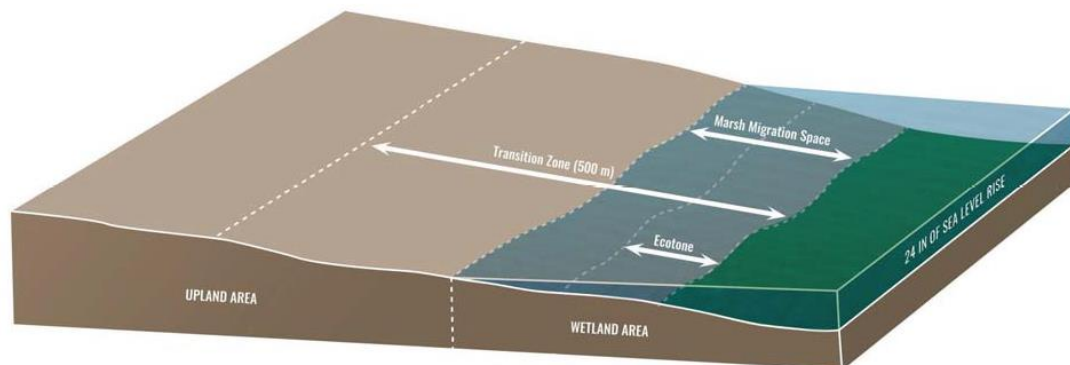 Marsh Migration Space
Transition Zone (500 m)
Ecotone
24 IN OF SEA LEVEL RISE
UPLAND AREA
WETLAND AREA